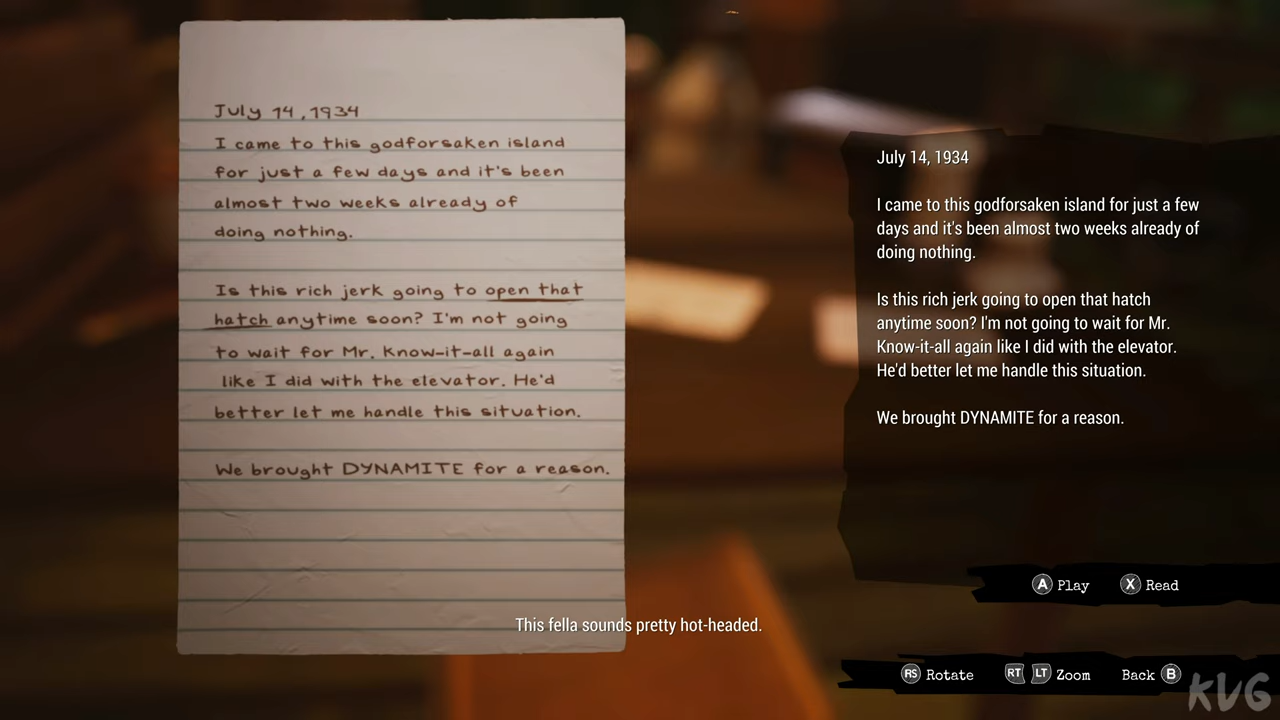 July 14, 1934
I came to this godforsaken island
for just a few days and it's been
almost two weeks already of
doing nothing.
Is this rich jerk going to open that
hatch anytime soon? I'm not going
to wait for Mr. Know-it-all again
like I did with the elevator. He'd
better let me handle this situation.
We brought DYNAMITE for a reason.
July 14, 1934
I came to this godforsaken island for just a few
days and it's been almost two weeks already of
doing nothing.
Is this rich jerk going to open that hatch
anytime soon? I'm not going to wait for Mr.
Know-it-all again like I did with the elevator.
He'd better let me handle this situation.
We brought DYNAMITE for a reason.
A Play X Read
This fella sounds pretty hot-headed.
RS Rotate RT LT Zoom Back B
KVG